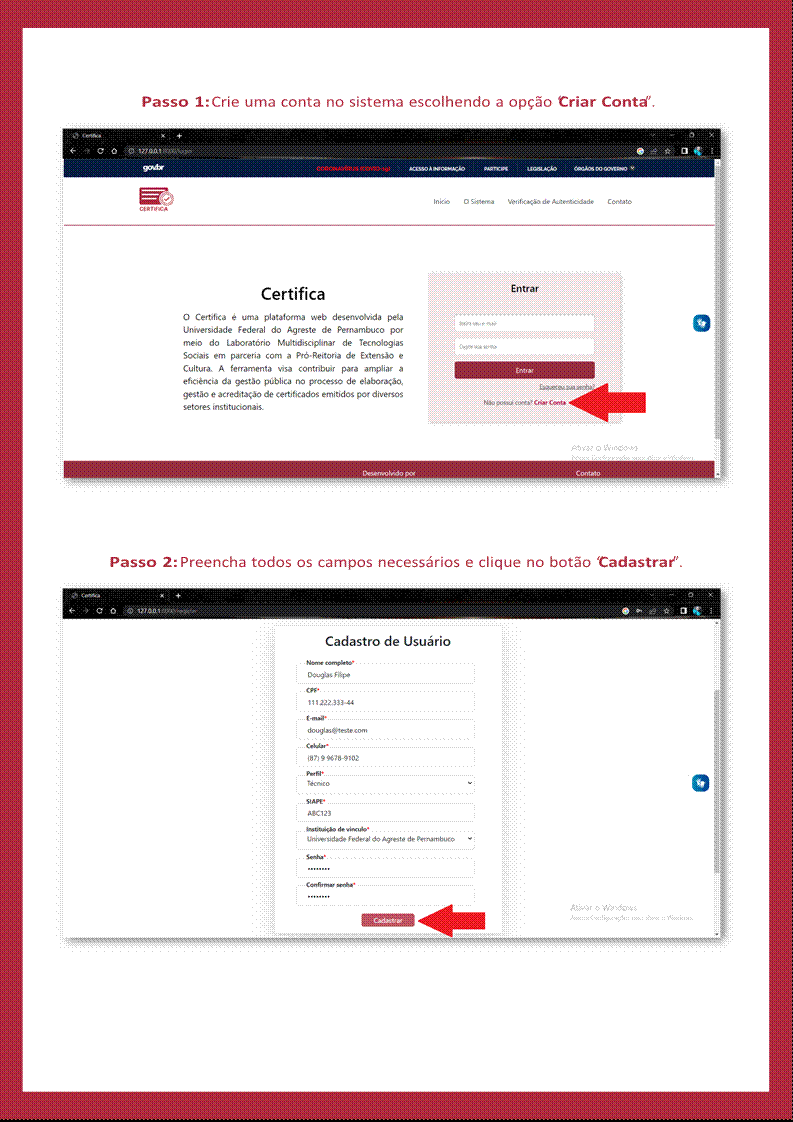 Passo 1: Crie uma conta no sistema escolhendo a opção “Criar Conta”.
Certifica
127.0.0.1:8000/login
gov.br
CORONAVÍRUS (COVID-19) ACESSO À INFORMAÇÃO PARTICIPE LEGISLAÇÃO ÓRGÃOS DO GOVERNO
CERTIFICA
Início O Sistema Verificação de Autenticidade Contato
Certifica
O Certifica é uma plataforma web desenvolvida pela
Universidade Federal do Agreste de Pernambuco por
meio do Laboratório Multidisciplinar de Tecnologias
Sociais em parceria com a Pró-Reitoria de Extensão e
Cultura. A ferramenta visa contribuir para ampliar a
eficiência da gestão pública no processo de elaboração,
gestão e acreditação de certificados emitidos por diversos
setores institucionais.
Entrar
Insira seu e-mail
Digite sua senha
Entrar
Esqueceu sua senha?
Não possui conta? Criar Conta
Ativar o Windows
Desenvolvido por
Contato
Passo 2: Preencha todos os campos necessários e clique no botão “Cadastrar”.
Certifica
127.0.0.1:8000/register
Cadastro de Usuário
Nome completo*
Douglas Filipe
CPF*
111.222.333-44
E-mail*
douglas@teste.com
Celular*
(87) 9 9678-9102
Perfil*
Técnico
SIAPE*
ABC123
Instituição de vínculo*
Universidade Federal do Agreste de Pernambuco
Senha*
••••••••
Confirmar senha*
••••••••
Cadastrar
Ativar o Windows
Acesse Configurações para ativar o Windows.